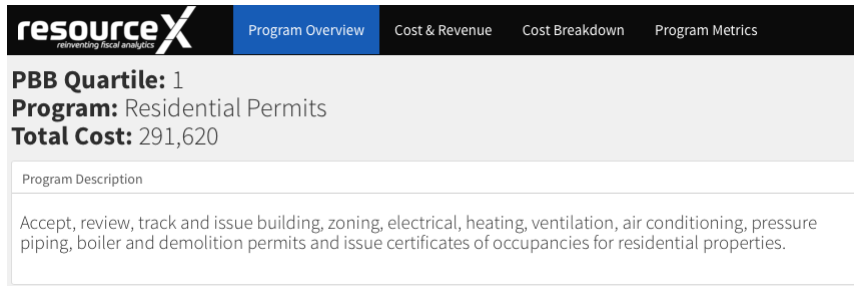 resourceX
reinventing fiscal analytics
Program Overview Cost & Revenue Cost Breakdown Program Metrics
PBB Quartile: 1
Program: Residential Permits
Total Cost: 291,620
Program Description
Accept, review, track and issue building, zoning, electrical, heating, ventilation, air conditioning, pressure
piping, boiler and demolition permits and issue certificates of occupancies for residential properties.